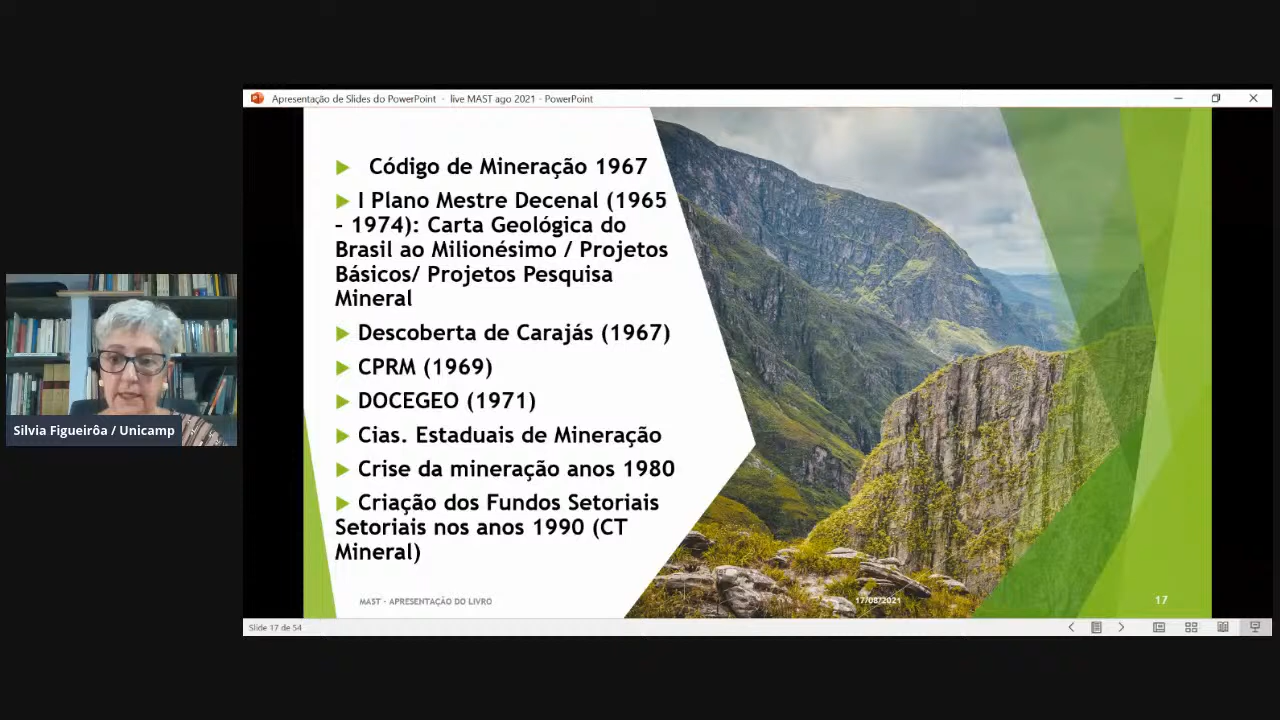 Apresentação de Slides do PowerPoint - live MAST ago 2021 - PowerPoint
Código de Mineração 1967
I Plano Mestre Decenal (1965
– 1974): Carta Geológica do
Brasil ao Milionésimo / Projetos
Básicos/ Projetos Pesquisa
Mineral
Descoberta de Carajás (1967)
CPRM (1969)
DOCEGEO (1971)
Cias. Estaduais de Mineração
Crise da mineração anos 1980
Criação dos Fundos Setoriais
Setoriais nos anos 1990 (CT
Mineral)
MAST - APRESENTAÇÃO DO LIVRO
17/08/2021
17
Slide 17 de 54
Silvia Figueirôa / Unicamp